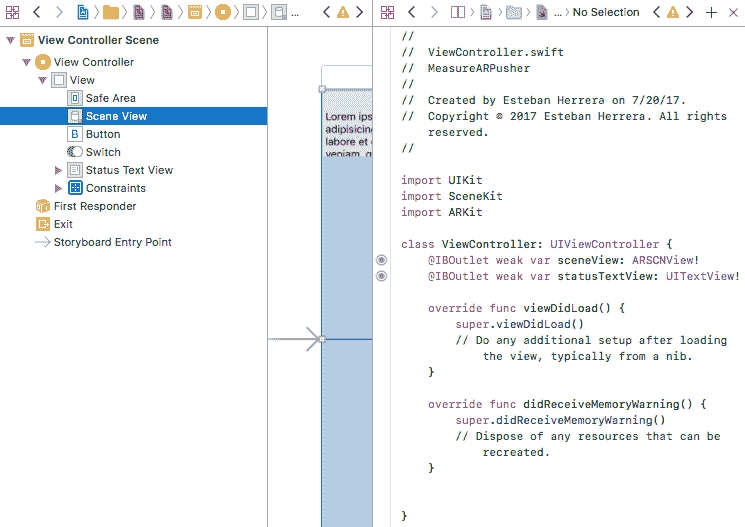 ... No Selection
View Controller Scene
View Controller
View
Safe Area
Scene View
B Button
Switch
Status Text View
Constraints
First Responder
Exit
Storyboard Entry Point
Lorem ips
adipisicing
labore et
veniam, q
//
//  ViewController.swift
//  MeasureARPusher
//
//  Created by Esteban Herrera on 7/20/17.
//  Copyright © 2017 Esteban Herrera. All rights
reserved.
//
import UIKit
import SceneKit
import ARKit
class ViewController: UIViewController {
@IBOutlet weak var sceneView: ARSCNView!
@IBOutlet weak var statusTextView: UITextView!
override func viewDidLoad() {
super.viewDidLoad()
// Do any additional setup after loading
the view, typically from a nib.
}
override func didReceiveMemoryWarning() {
super.didReceiveMemoryWarning()
// Dispose of any resources that can be
recreated.
}
}